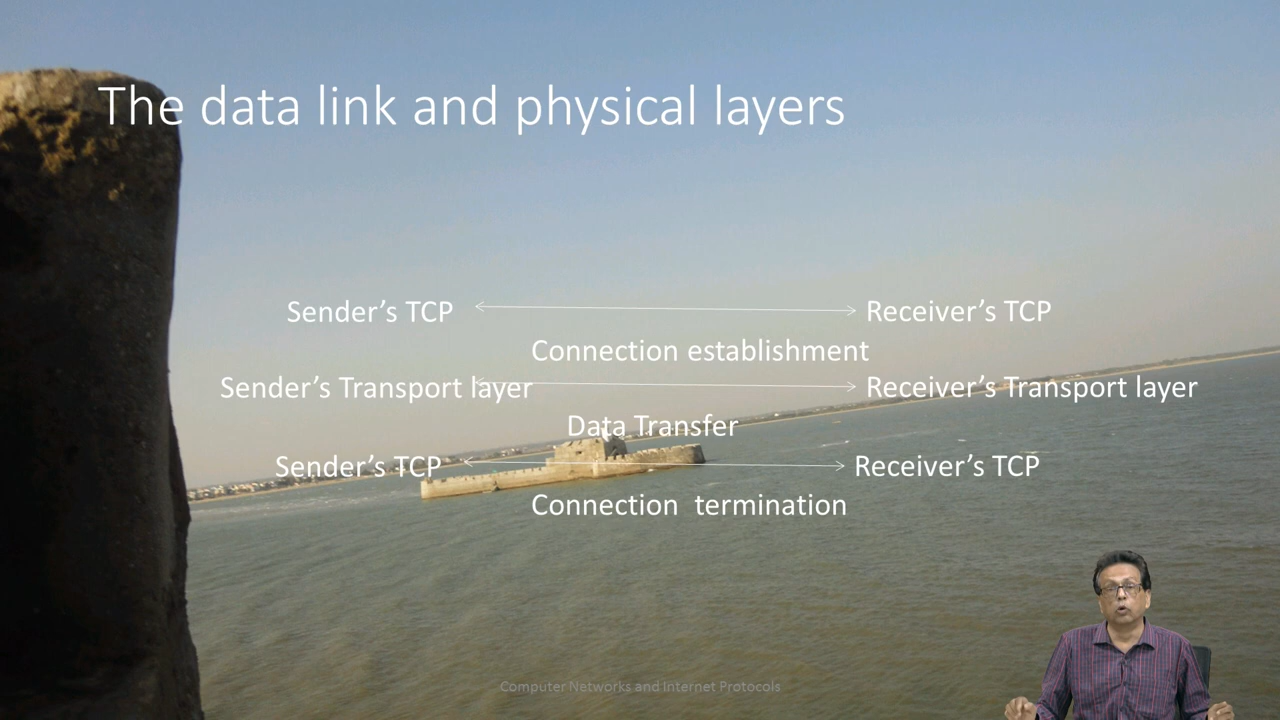 The data link and physical layers
Sender’s TCP Receiver’s TCP
Connection establishment
Sender’s Transport layer Receiver’s Transport layer
Data Transfer
Sender’s TCP Receiver’s TCP
Connection  termination
Computer Networks and Internet Protocols